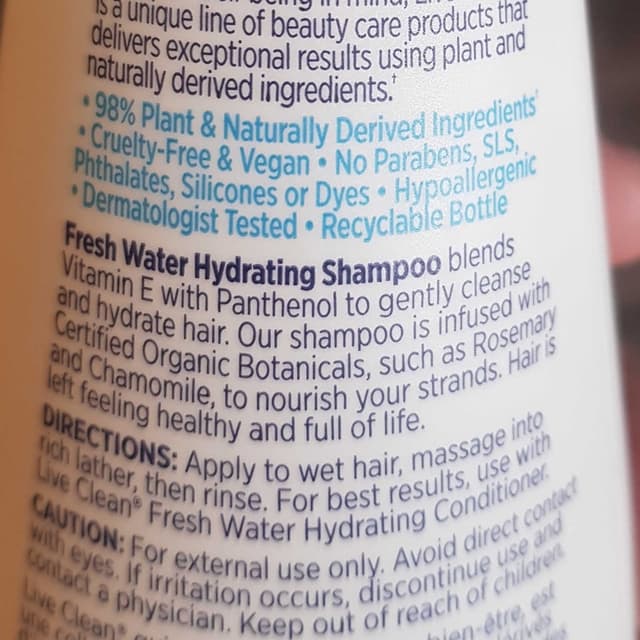 is a unique line of beauty care products that
delivers exceptional results using plant and
naturally derived ingredients.†
• 98% Plant & Naturally Derived Ingredients†
• Cruelty-Free & Vegan • No Parabens, SLS,
Phthalates, Silicones or Dyes • Hypoallergenic
• Dermatologist Tested • Recyclable Bottle
Fresh Water Hydrating Shampoo blends
Vitamin E with Panthenol to gently cleanse
and hydrate hair. Our shampoo is infused with
Certified Organic Botanicals, such as Rosemary
and Chamomile, to nourish your strands. Hair is
left feeling healthy and full of life.
DIRECTIONS: Apply to wet hair, massage into
rich lather, then rinse. For best results, use with
Live Clean® Fresh Water Hydrating Conditioner.
CAUTION: For external use only. Avoid direct contact
with eyes. If irritation occurs, discontinue use and
contact a physician. Keep out of reach of children.
Live Clean® bien-être, est